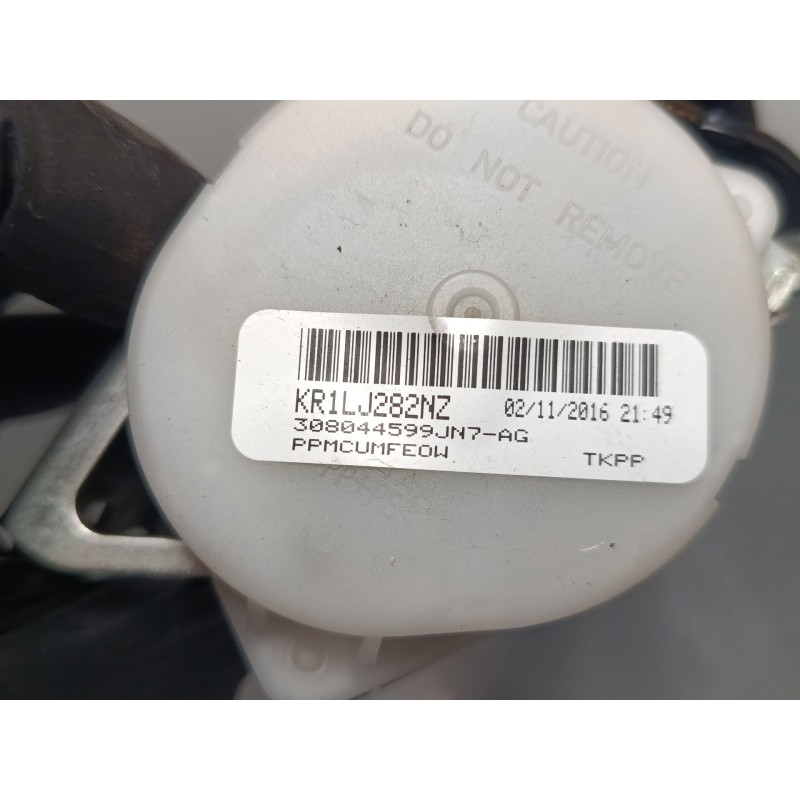 CAUTION
DO NOT REMOVE
KR1LJ282NZ 02/11/2016 21:49
308044599JN7-AG
PPMCUMFEOW TKPP